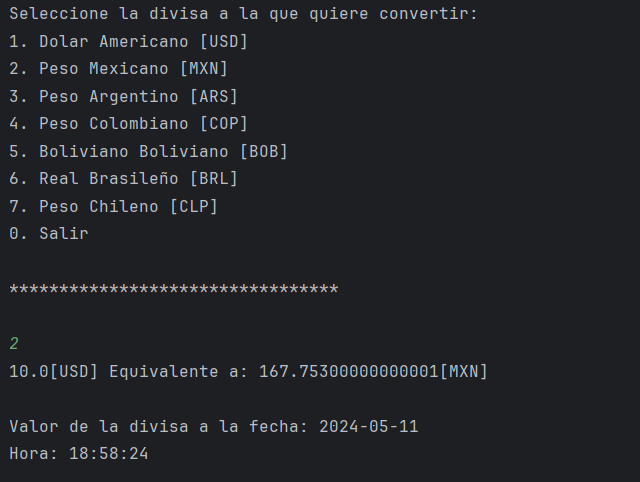 Seleccione la divisa a la que quiere convertir:
1. Dolar Americano [USD]
2. Peso Mexicano [MXN]
3. Peso Argentino [ARS]
4. Peso Colombiano [COP]
5. Boliviano Boliviano [BOB]
6. Real Brasileño [BRL]
7. Peso Chileno [CLP]
0. Salir
*********************************
2
10.0[USD] Equivalente a: 167.75300000000001[MXN]
Valor de la divisa a la fecha: 2024-05-11
Hora: 18:58:24